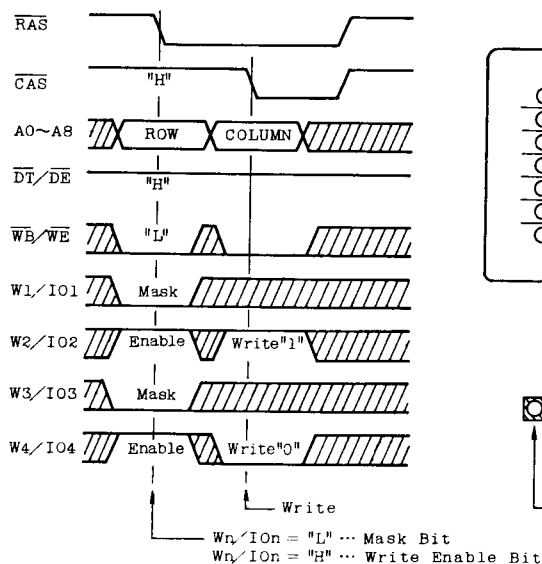 RAS
CAS "H"
A0~A8 ROW COLUMN
DT/DE "H"
WB/WE "L"
W1/IO1 Mask
W2/IO2 Enable Write"1"
W3/IO3 Mask
W4/IO4 Enable Write"0"
Write
Wn/IOn = "L" ··· Mask Bit
Wn/IOn = "H" ··· Write Enable Bit